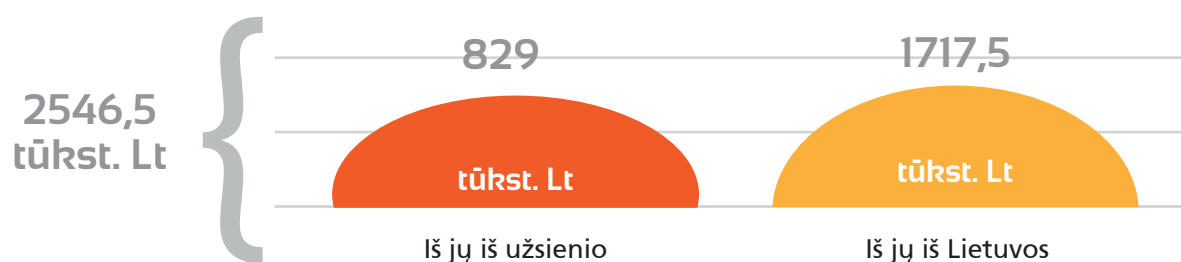 829
1717,5
2546,5
tūkst. Lt
tūkst. Lt
tūkst. Lt
Iš jų iš užsienio
Iš jų iš Lietuvos